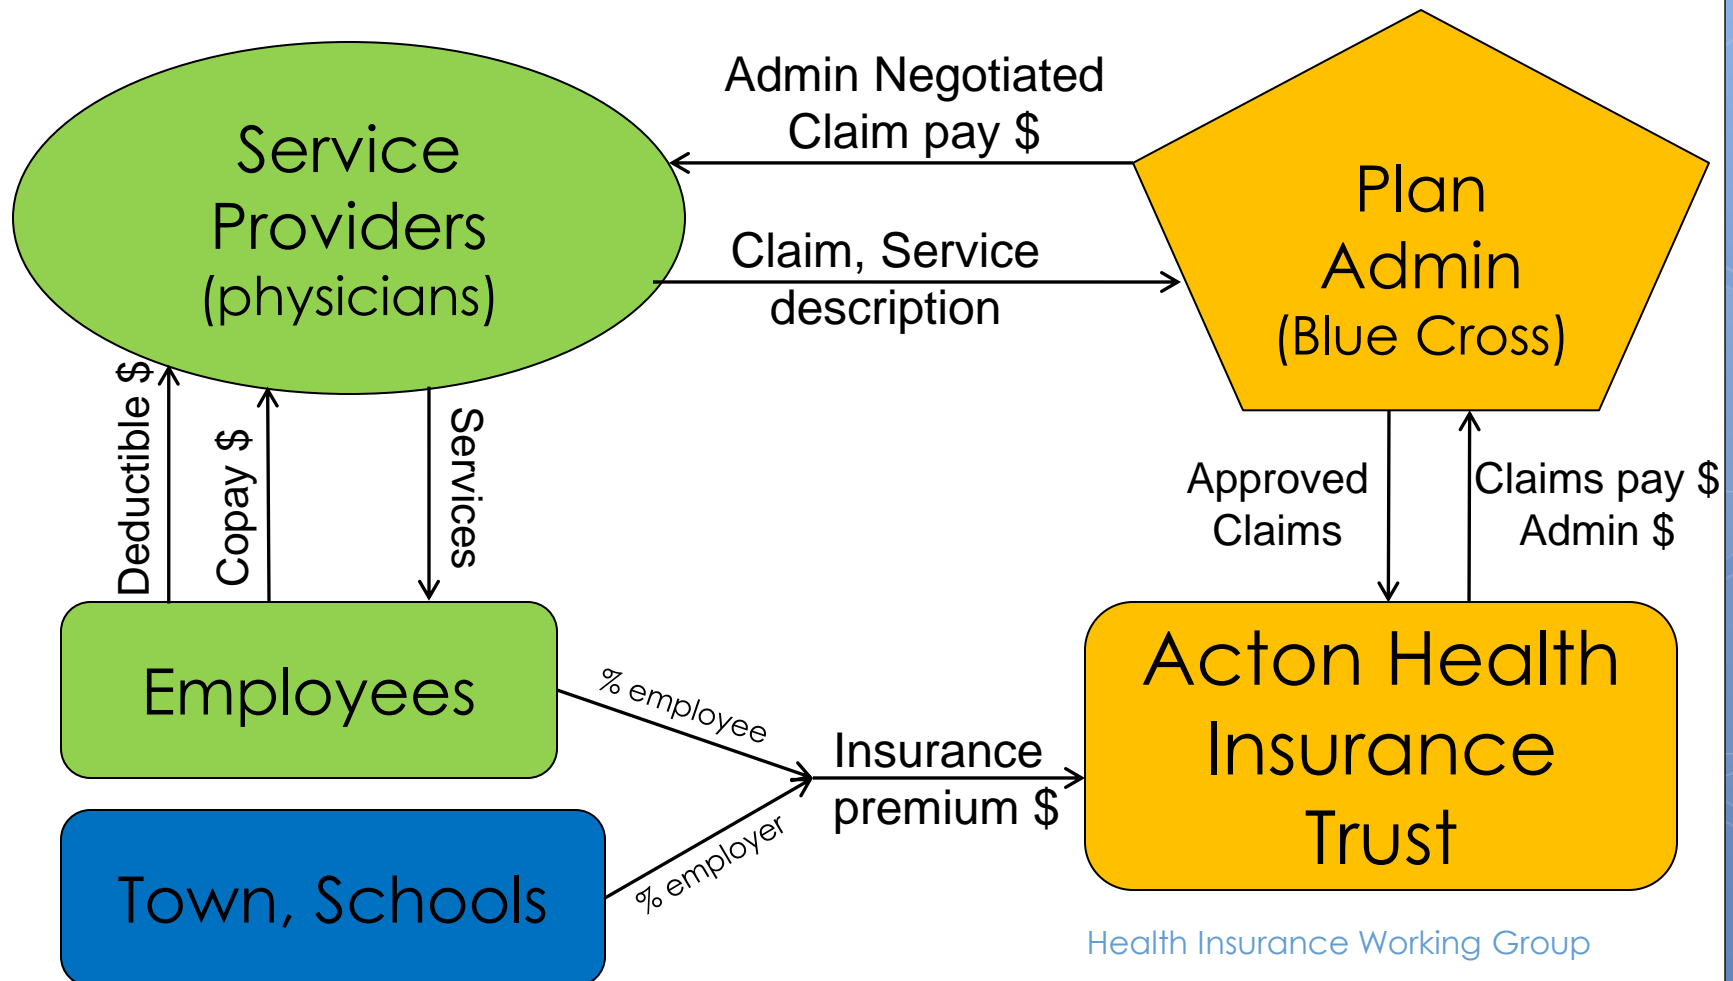 Service
Providers
(physicians)
Admin Negotiated
Claim pay $
Claim, Service
description
Plan
Admin
(Blue Cross)
Deductible $
Copay $
Services
Approved
Claims
Claims pay $
Admin $
Employees
% employee
Insurance
premium $
Acton Health
Insurance
Trust
Town, Schools
% employer
Health Insurance Working Group